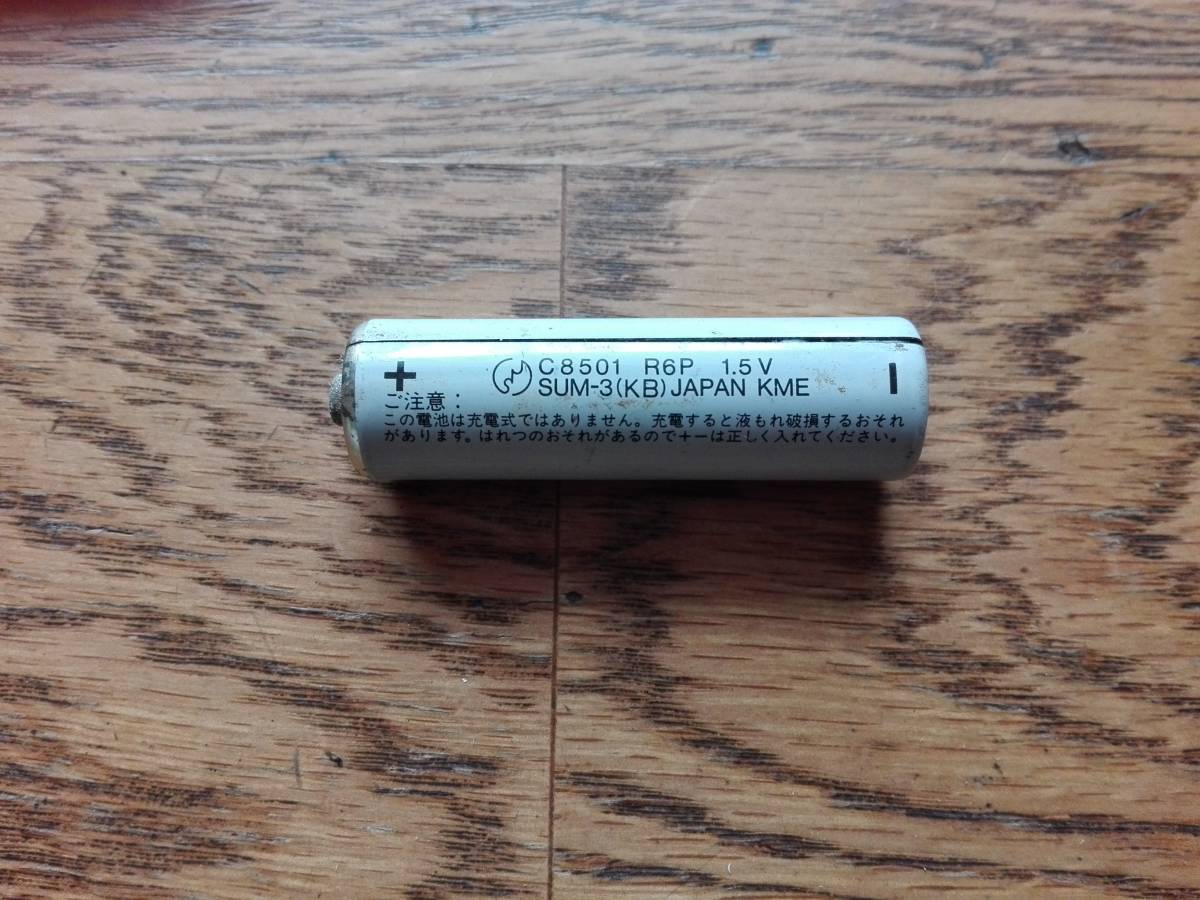 + C8501 R6P 1.5V −
SUM-3(KB)JAPAN KME
ご注意：
この電池は充電式ではありません。充電すると液もれ破損するおそれ
があります。はれつのおそれがあるので＋－は正しく入れてください。